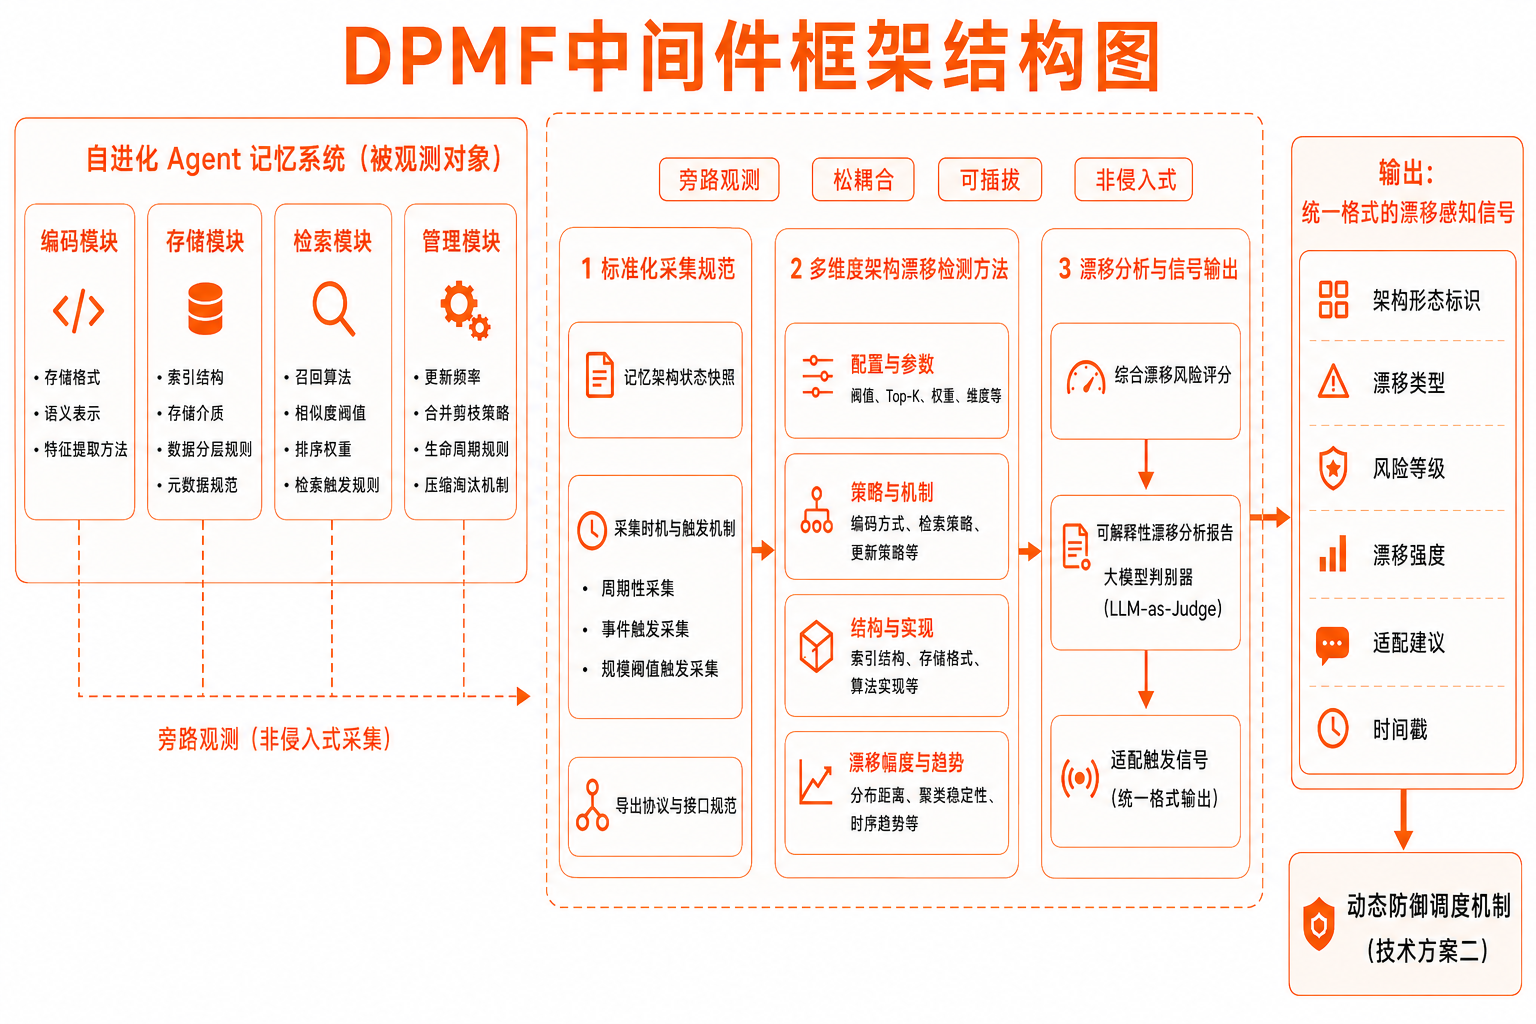 DPMF中间件框架结构图
自进化 Agent 记忆系统（被观测对象）
编码模块
• 存储格式
• 语义表示
• 特征提取方法
存储模块
• 索引结构
• 存储介质
• 数据分层规则
• 元数据规范
检索模块
• 召回算法
• 相似度阀值
• 排序权重
• 检索触发规则
管理模块
• 更新频率
• 合并剪枝策略
• 生命周期规则
• 压缩淘汰机制
旁路观测（非侵入式采集）
旁路观测
松耦合
可插拔
非侵入式
1 标准化采集规范
记忆架构状态快照
采集时机与触发机制
• 周期性采集
• 事件触发采集
• 规模阀值触发采集
导出协议与接口规范
2 多维度架构漂移检测方法
配置与参数
阀值、Top-K、权重、维度等
策略与机制
编码方式、检索策略、
更新策略等
结构与实现
索引结构、存储格式、
算法实现等
漂移幅度与趋势
分布距离、聚类稳定性、
时序趋势等
3 漂移分析与信号输出
综合漂移风险评分
可解释性漂移分析报告
大模型判别器
（LLM-as-Judge）
适配触发信号
（统一格式输出）
输出：
统一格式的漂移感知信号
架构形态标识
漂移类型
风险等级
漂移强度
适配建议
时间戳
动态防御调度机制
（技术方案二）